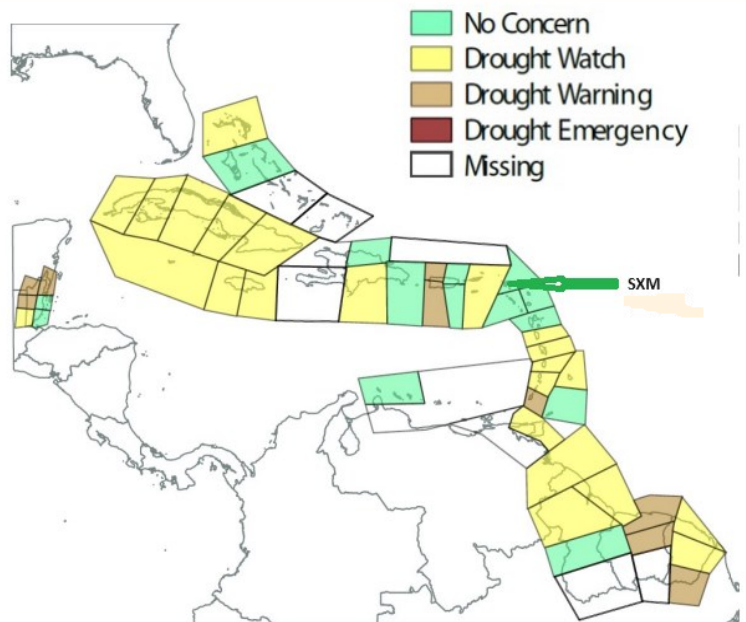 No Concern
Drought Watch
Drought Warning
Drought Emergency
Missing
SXM